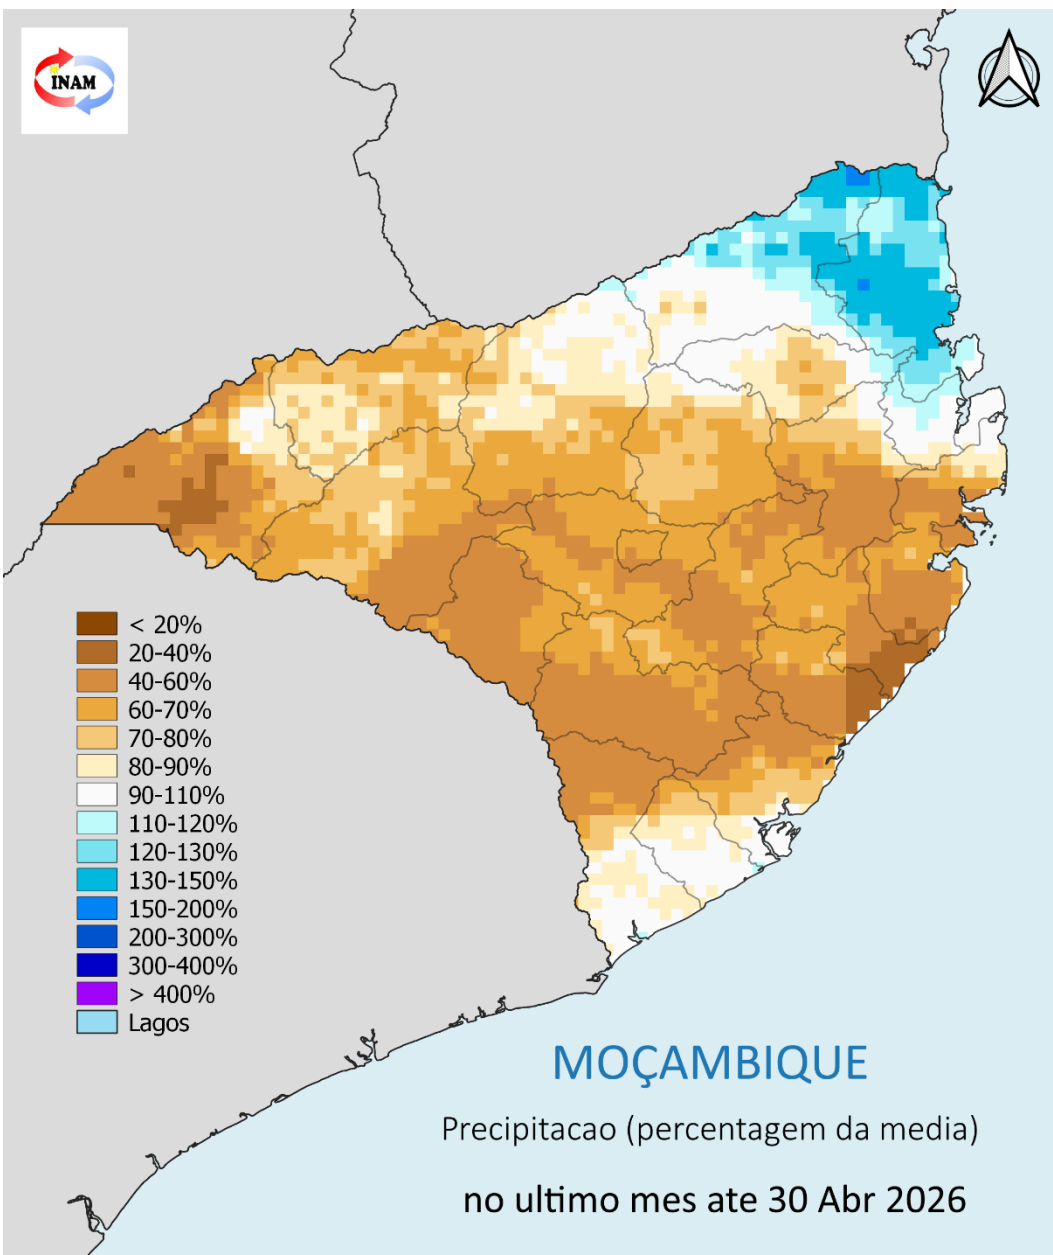 INAM
< 20%
20-40%
40-60%
60-70%
70-80%
80-90%
90-110%
110-120%
120-130%
130-150%
150-200%
200-300%
300-400%
> 400%
Lagos
MOÇAMBIQUE
Precipitacao (percentagem da media)
no ultimo mes ate 30 Abr 2026